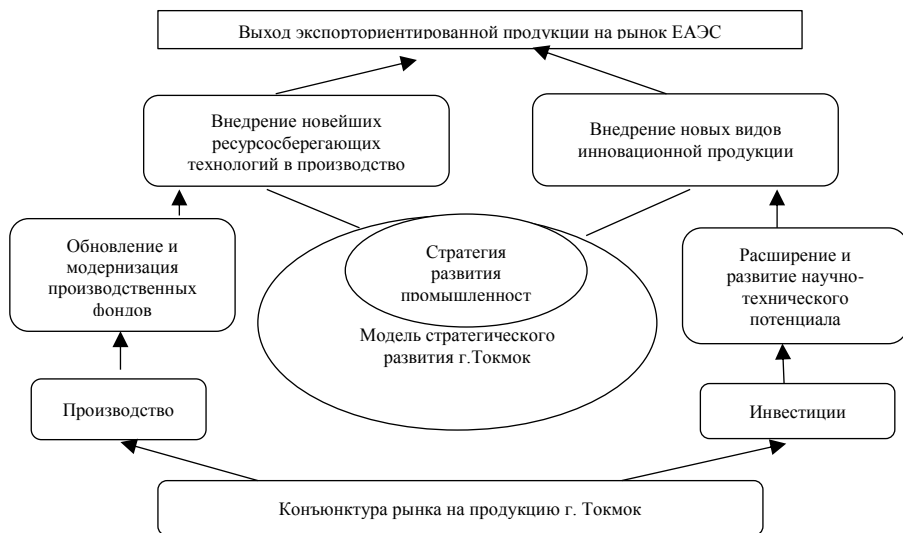 Выход экспорториентированной продукции на рынок ЕАЭС
Внедрение новейших
ресурсосберегающих
технологий в производство
Внедрение новых видов
инновационной продукции
Обновление и
модернизация
производственных
фондов
Стратегия
развития
промышленност
Модель стратегического
развития г.Токмок
Расширение и
развитие научно-
технического
потенциала
Производство
Инвестиции
Конъюнктура рынка на продукцию г. Токмок